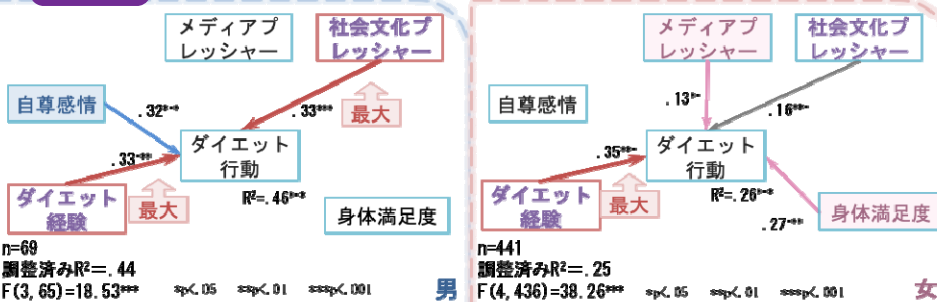 メディアプ
レッシャー
社会文化プ
レッシャー
自尊感情
.32***
.33***
最大
ダイエット
行動
.33***
ダイエット
経験
最大
R²=.46***
身体満足度
n=69
調整済みR²=.44
F(3, 65)=18.53***
*p<.05 **p<.01 ***p<.001
男
メディアプ
レッシャー
社会文化プ
レッシャー
自尊感情
.13**
.16***
ダイエット
行動
.35***
ダイエット
経験
最大
R²=.26***
.27***
身体満足度
n=441
調整済みR²=.25
F(4, 436)=38.26***
*p<.05 **p<.01 ***p<.001
女